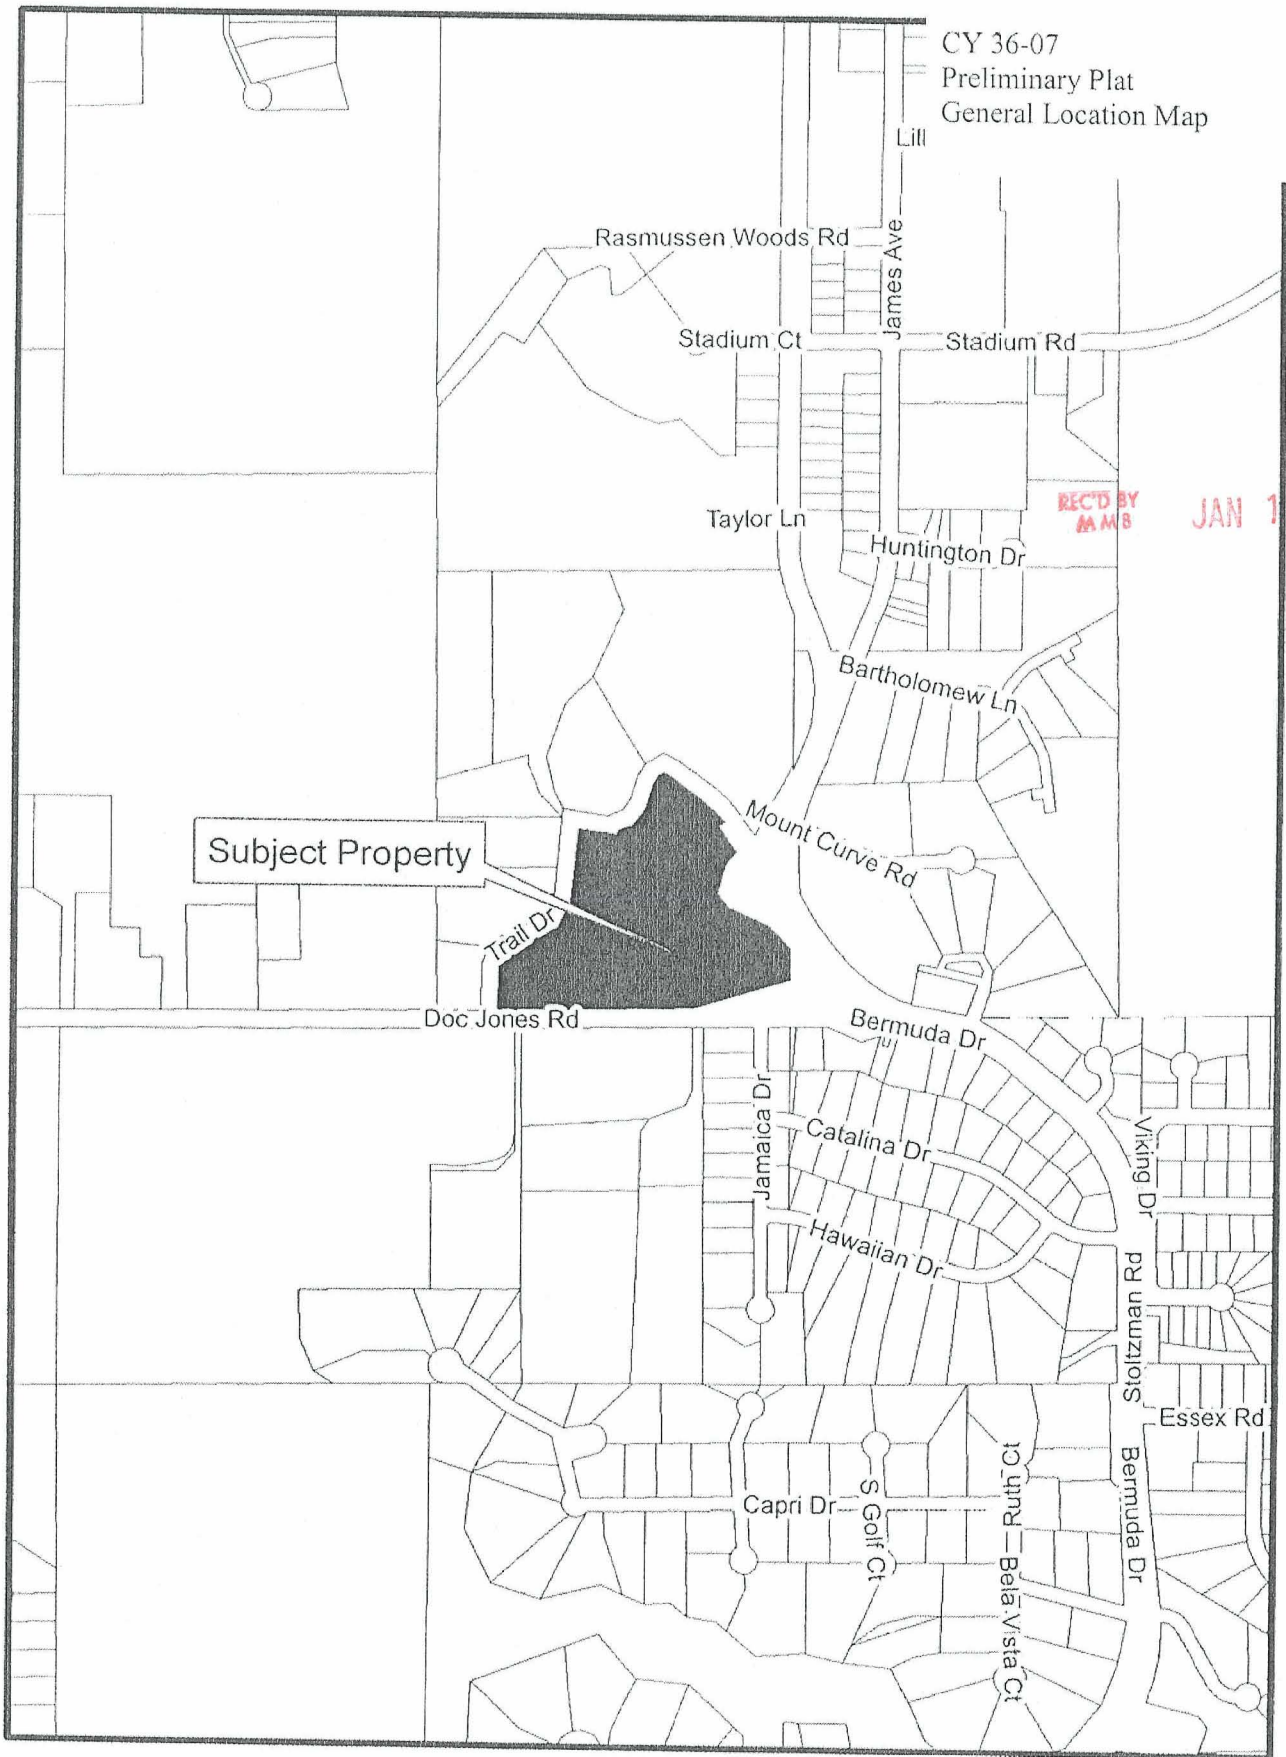 CY 36-07
Preliminary Plat
General Location Map
Lill
Rasmussen Woods Rd
James Ave
Stadium Ct
Stadium Rd
REC'D BY
MMB
JAN 1
Taylor Ln
Huntington Dr
Bartholomew Ln
Mount Curve Rd
Subject Property
Trail Dr
Doc Jones Rd
Bermuda Dr
Jamaica Dr
Catalina Dr
Viking Dr
Hawaiian Dr
Stoltzman Rd
Essex Rd
Capri Dr
S Golf Ct
Ruth Ct
Bermuda Dr
Bela Vista Ct